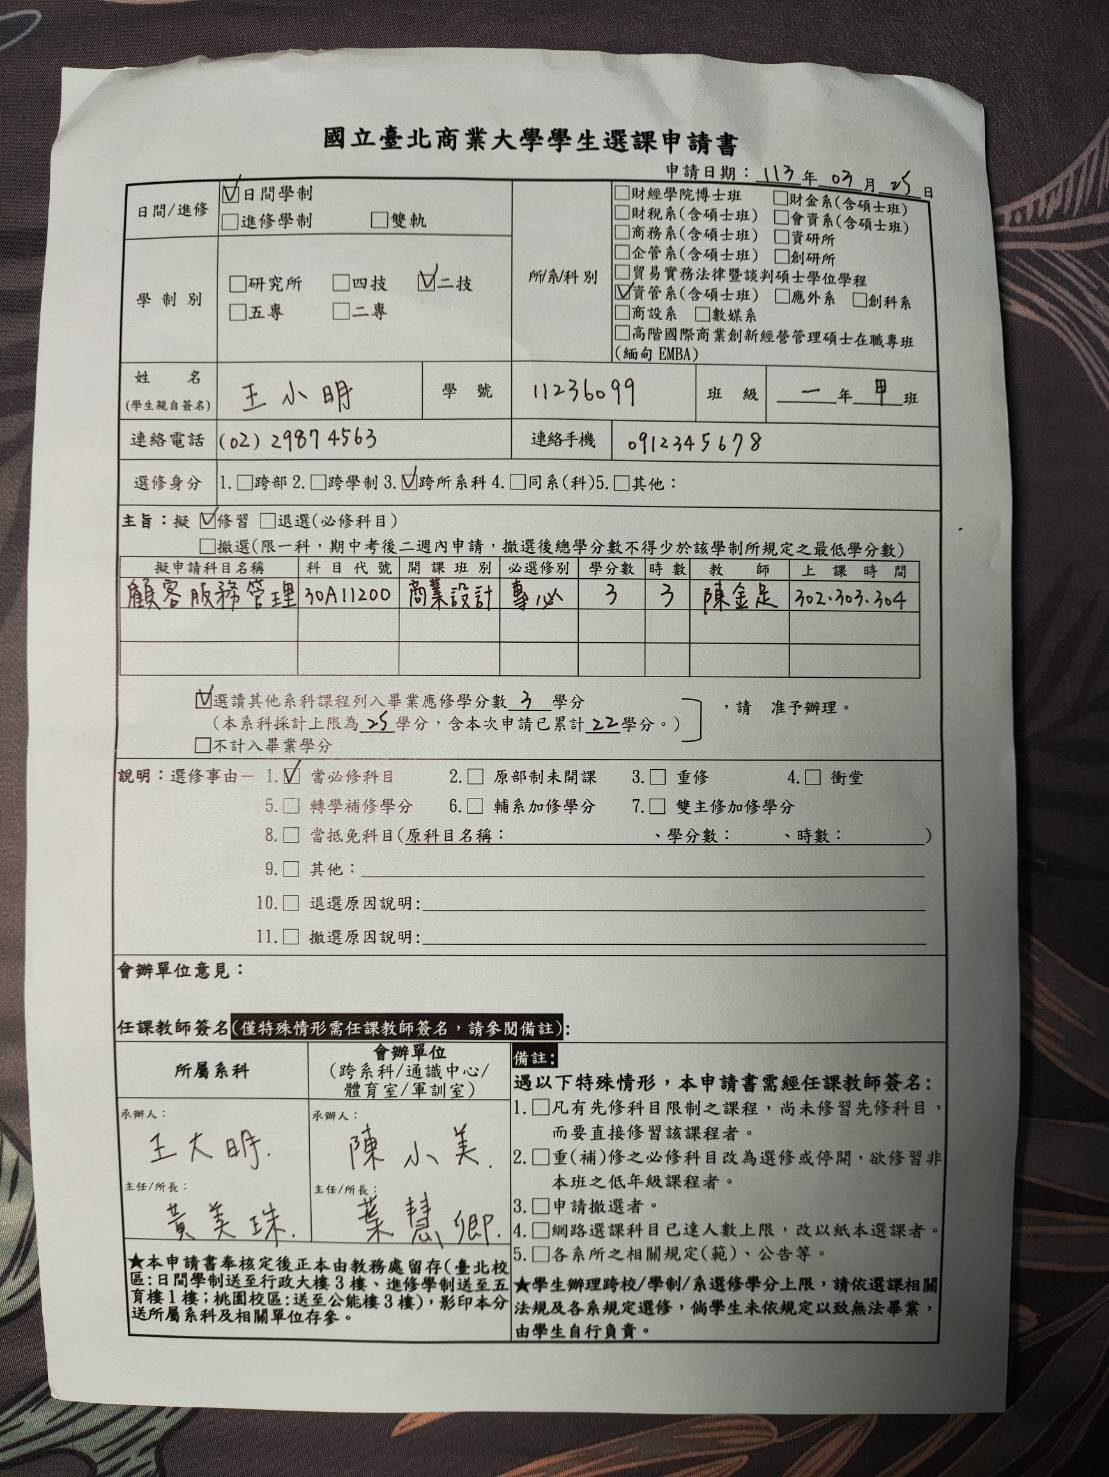 國立臺北商業大學學生選課申請書
申請日期：113年03月25日
日間/進修 ☑日間學制
□進修學制 □雙軌
學制別 □研究所 □四技 ☑二技
□五專 □二專
所/系/科別 □財經學院博士班 □財金系(含碩士班)
□財稅系(含碩士班) □會資系(含碩士班)
□商務系(含碩士班) □資研所
□企管系(含碩士班) □創研所
□貿易實務法律暨談判碩士學位學程
☑資管系(含碩士班) □應外系 □創科系
□商設系 □數媒系
□高階國際商業創新經營管理碩士在職專班
(緬甸 EMBA)
姓名 (學生親自簽名) 王小明 學號 11236099 班級 一年甲班
連絡電話 (02) 2987 4563 連絡手機 0912345678
選修身分 1.□跨部 2.□跨學制 3.☑跨所系科 4.□同系(科)5.□其他：
主旨：擬 ☑修習 □退選(必修科目)
□撤選(限一科，期中考後二週內申請，撤選後總學分數不得少於該學制所規定之最低學分數)
擬申請科目名稱 科目代號 開課班別 必選修別 學分數 時數 教師 上課時間
顧客服務管理 30A11200 商業設計 專必 3 3 陳金足 302.303.304
☑選讀其他系科課程列入畢業應修學分數 3 學分
(本系科採計上限為 25 學分，含本次申請已累計 22 學分。)
□不計入畢業學分
，請 准予辦理。
說明：選修事由－ 1.☑ 當必修科目 2.□ 原部制未開課 3.□ 重修 4.□ 衝堂
5.□ 轉學補修學分 6.□ 輔系加修學分 7.□ 雙主修加修學分
8.□ 當抵免科目(原科目名稱： 、學分數： 、時數： )
9.□ 其他：
10.□ 退選原因說明:
11.□ 撤選原因說明:
會辦單位意見：
任課教師簽名(僅特殊情形需任課教師簽名，請參閱備註):
所屬系科
會辦單位
(跨系科/通識中心/
體育室/軍訓室)
承辦人： 承辦人：
王大明. 陳小美.
主任/所長： 主任/所長：
黃美珠. 葉慧卿.
★本申請書奉核定後正本由教務處留存(臺北校
區:日間學制送至行政大樓 3 樓、進修學制送至五
育樓 1 樓；桃園校區:送至公能樓 3 樓)，影印本分
送所屬系科及相關單位存參。
備註:
遇以下特殊情形，本申請書需經任課教師簽名:
1.□凡有先修科目限制之課程，尚未修習先修科目，
而要直接修習該課程者。
2.□重(補)修之必修科目改為選修或停開，欲修習非
本班之低年級課程者。
3.□申請撤選者。
4.□網路選課科目已達人數上限，改以紙本選課者。
5.□各系所之相關規定(範)、公告等。
★學生辦理跨校/學制/系選修學分上限，請依選課相關
法規及各系規定選修，倘學生未依規定以致無法畢業，
由學生自行負責。